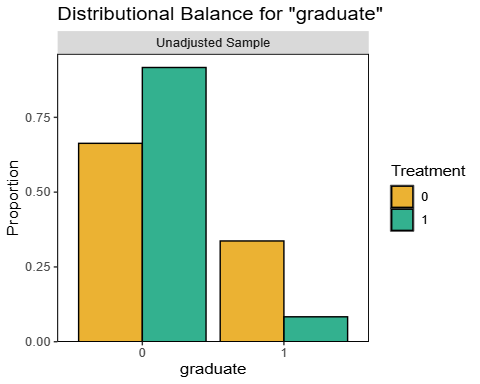 Distributional Balance for "graduate"
Unadjusted Sample
Proportion
0.75
0.50
0.25
0.00
0
1
graduate
Treatment
0
1